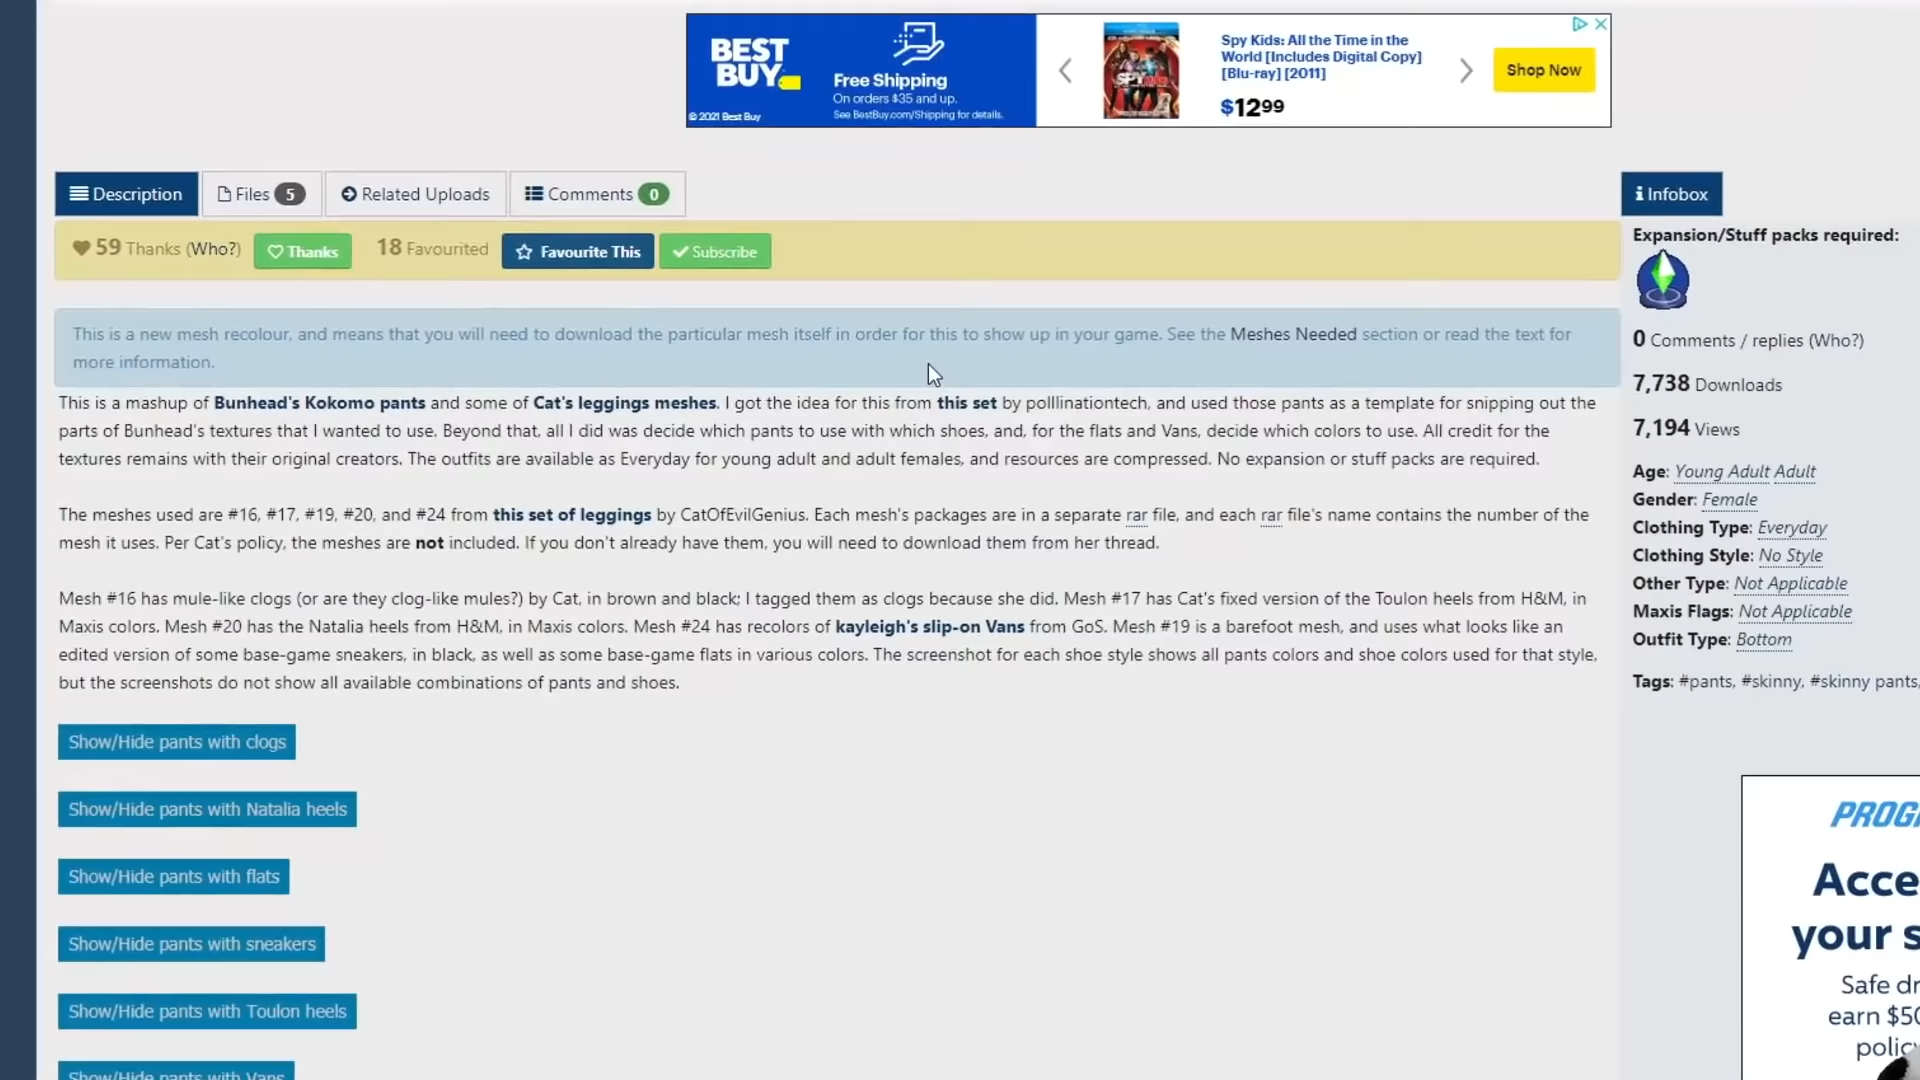 BEST BUY
Free Shipping
On orders $35 and up.
See BestBuy.com/Shipping for details.
© 2021 Best Buy
Spy Kids: All the Time in the
World [Includes Digital Copy]
[Blu-ray] [2011]
$1299
Shop Now
Description
Files 5
Related Uploads
Comments 0
Infobox
59 Thanks (Who?)
Thanks
18 Favourited
Favourite This
Subscribe
This is a new mesh recolour, and means that you will need to download the particular mesh itself in order for this to show up in your game. See the Meshes Needed section or read the text for
more information.
This is a mashup of Bunhead's Kokomo pants and some of Cat's leggings meshes. I got the idea for this from this set by polllinationtech, and used those pants as a template for snipping out the
parts of Bunhead's textures that I wanted to use. Beyond that, all I did was decide which pants to use with which shoes, and, for the flats and Vans, decide which colors to use. All credit for the
textures remains with their original creators. The outfits are available as Everyday for young adult and adult females, and resources are compressed. No expansion or stuff packs are required.
The meshes used are #16, #17, #19, #20, and #24 from this set of leggings by CatOfEvilGenius. Each mesh's packages are in a separate rar file, and each rar file's name contains the number of the
mesh it uses. Per Cat's policy, the meshes are not included. If you don't already have them, you will need to download them from her thread.
Mesh #16 has mule-like clogs (or are they clog-like mules?) by Cat, in brown and black; I tagged them as clogs because she did. Mesh #17 has Cat's fixed version of the Toulon heels from H&M, in
Maxis colors. Mesh #20 has the Natalia heels from H&M, in Maxis colors. Mesh #24 has recolors of kayleigh's slip-on Vans from GoS. Mesh #19 is a barefoot mesh, and uses what looks like an
edited version of some base-game sneakers, in black, as well as some base-game flats in various colors. The screenshot for each shoe style shows all pants colors and shoe colors used for that style,
but the screenshots do not show all available combinations of pants and shoes.
Show/Hide pants with clogs
Show/Hide pants with Natalia heels
Show/Hide pants with flats
Show/Hide pants with sneakers
Show/Hide pants with Toulon heels
Show/Hide pants with Vans
Expansion/Stuff packs required:
0 Comments / replies (Who?)
7,738 Downloads
7,194 Views
Age: Young Adult Adult
Gender: Female
Clothing Type: Everyday
Clothing Style: No Style
Other Type: Not Applicable
Maxis Flags: Not Applicable
Outfit Type: Bottom
Tags: #pants, #skinny, #skinny pants,
PROG
Acce
your s
Safe dr
earn $50
policy